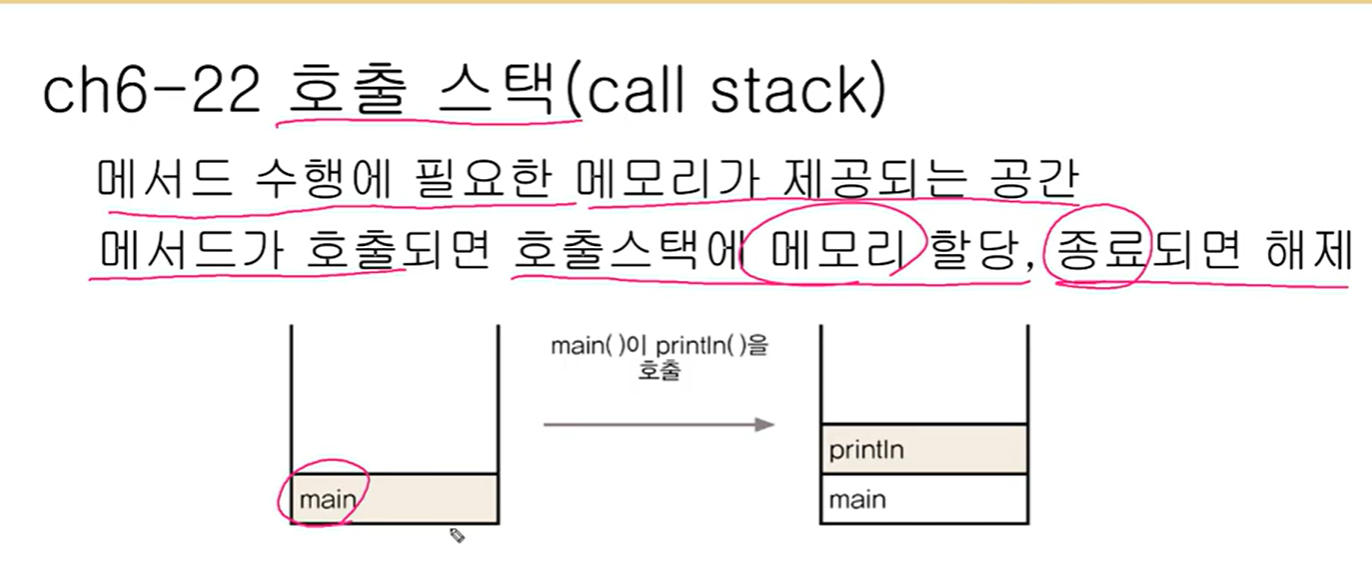 ch6-22 호출 스택(call stack)
메서드 수행에 필요한 메모리가 제공되는 공간
메서드가 호출되면 호출스택에 메모리 할당, 종료되면 해제
main( )이 println( )을
호출
println
main
main